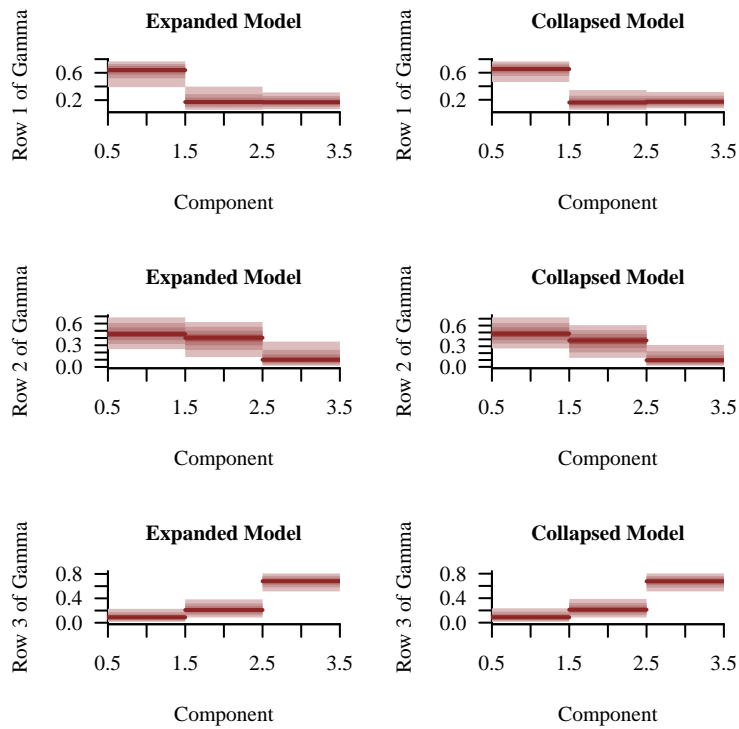 Expanded Model
Row 1 of Gamma
0.6
0.2
0.5 1.5 2.5 3.5
Component
Collapsed Model
Row 1 of Gamma
0.6
0.2
0.5 1.5 2.5 3.5
Component
Expanded Model
Row 2 of Gamma
0.6
0.3
0.0
0.5 1.5 2.5 3.5
Component
Collapsed Model
Row 2 of Gamma
0.6
0.3
0.0
0.5 1.5 2.5 3.5
Component
Expanded Model
Row 3 of Gamma
0.8
0.4
0.0
0.5 1.5 2.5 3.5
Component
Collapsed Model
Row 3 of Gamma
0.8
0.4
0.0
0.5 1.5 2.5 3.5
Component